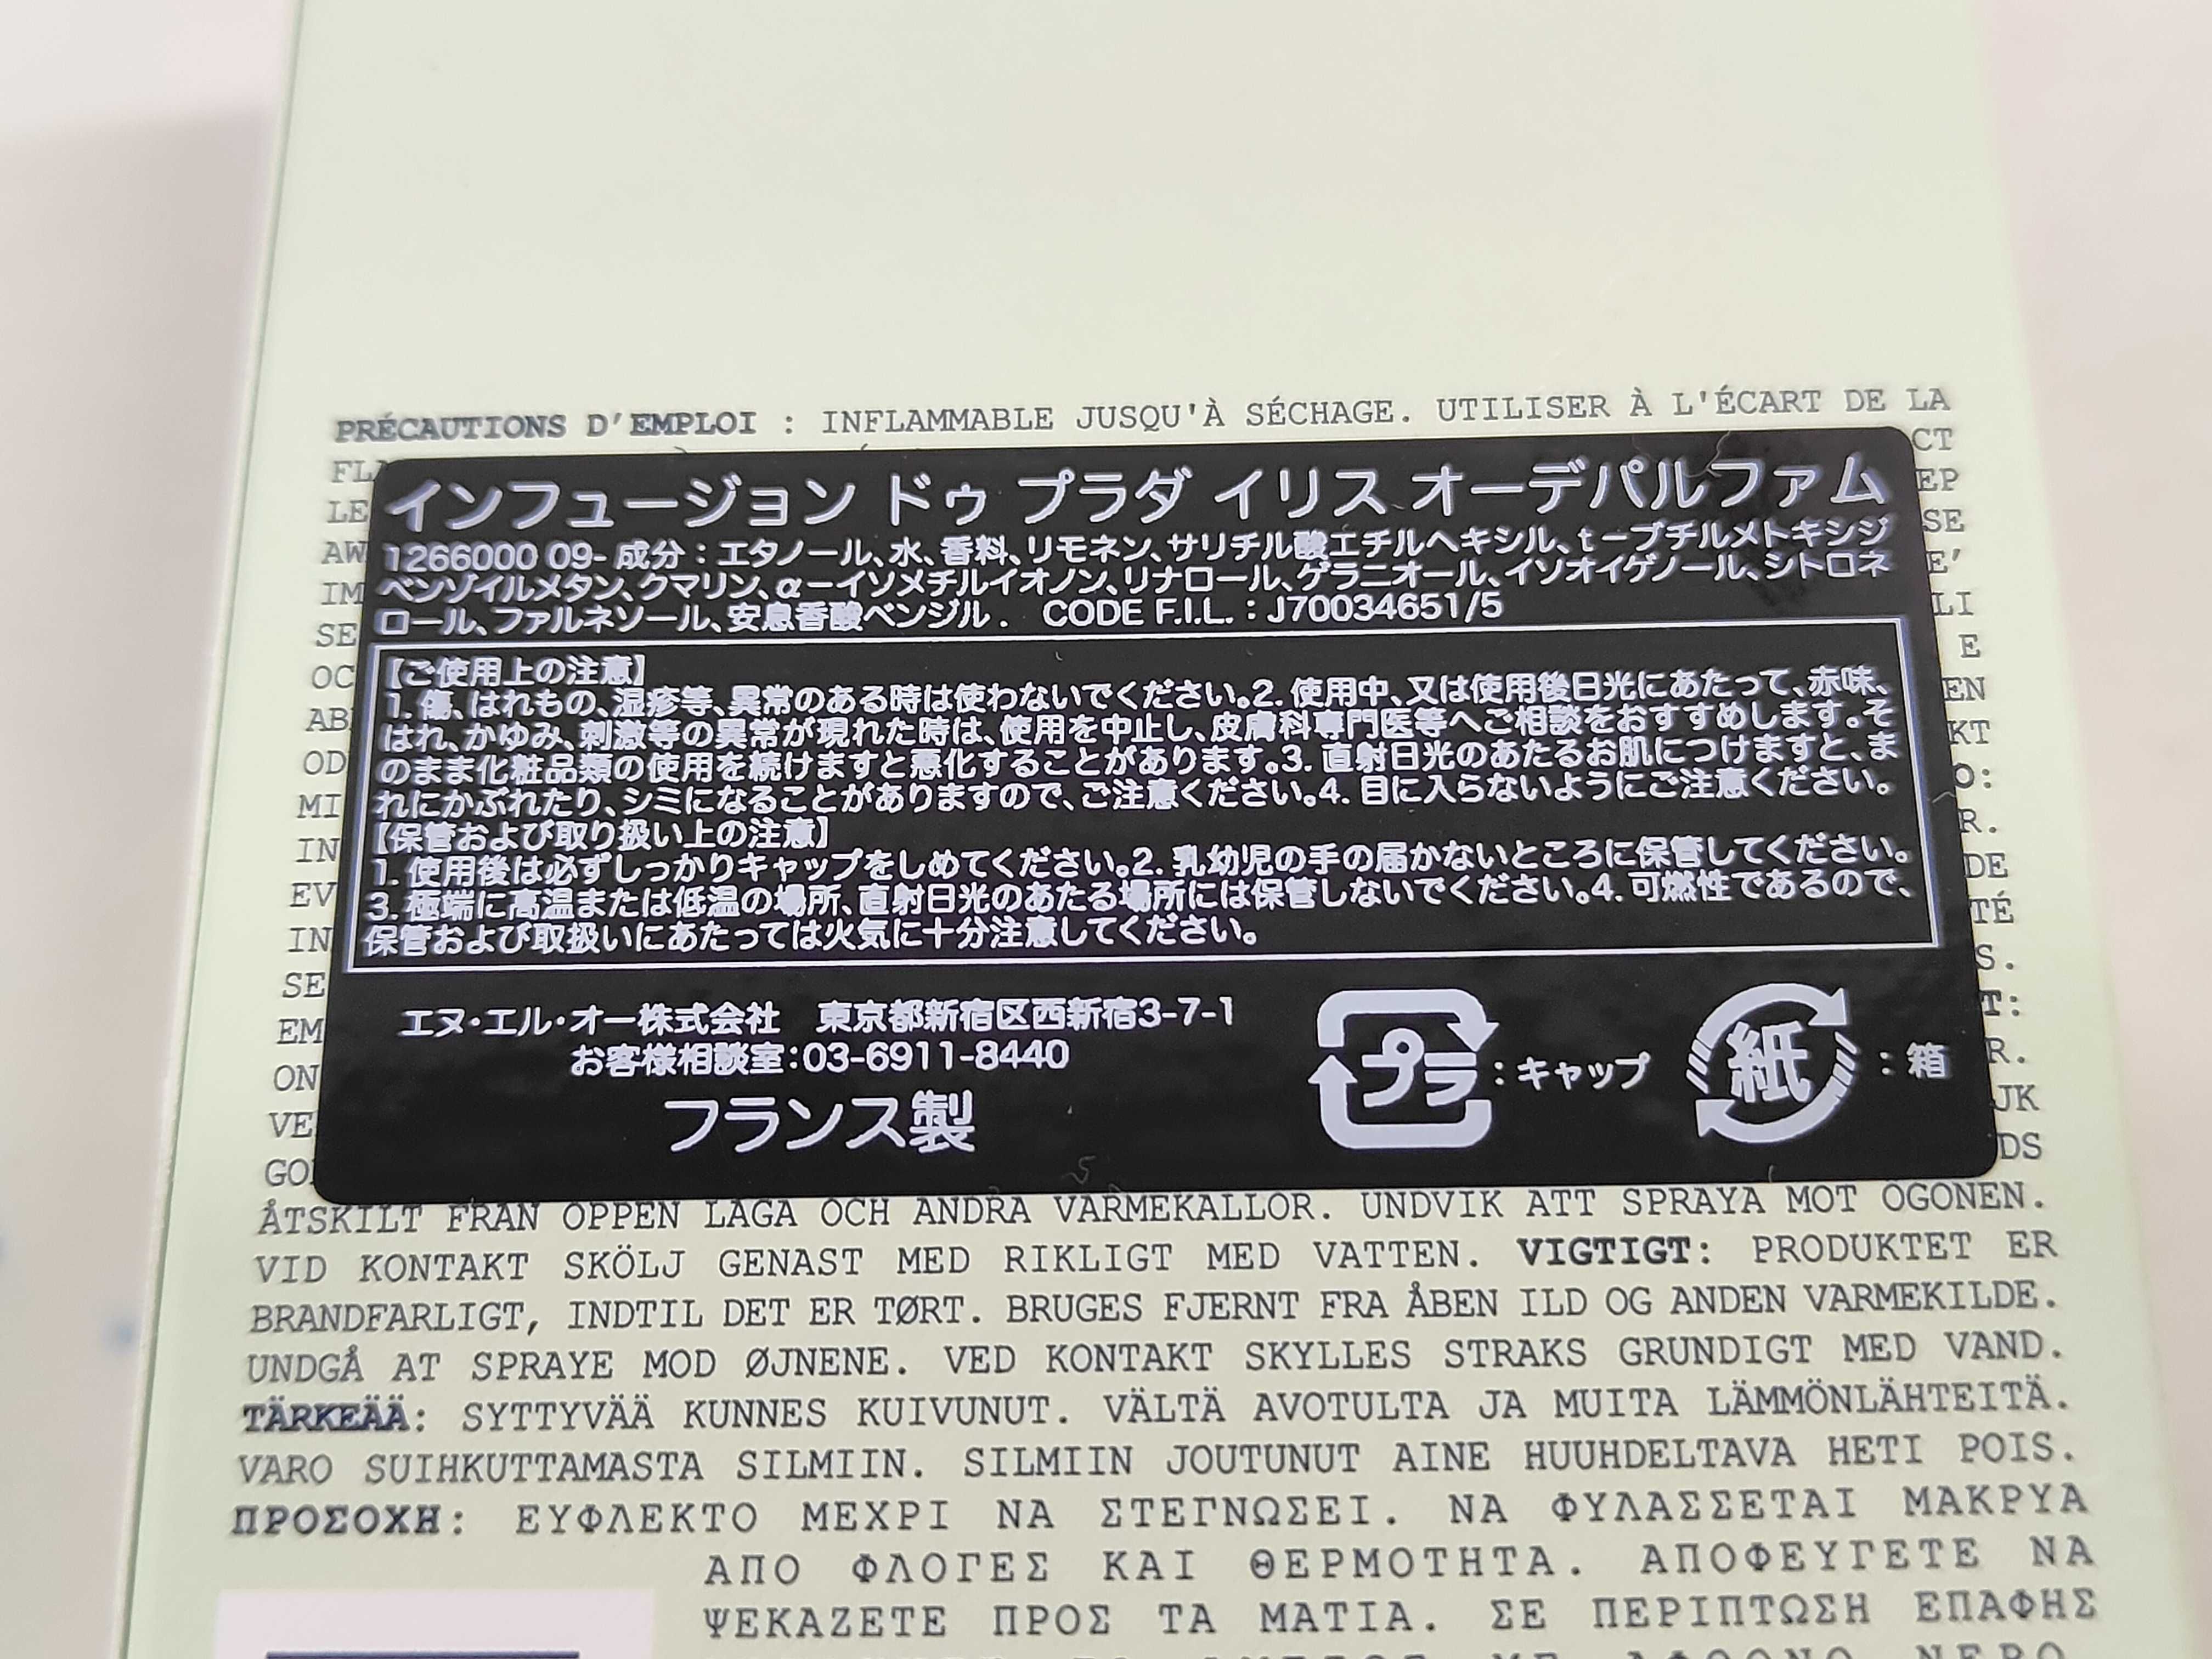 PRÉCAUTIONS D'EMPLOI : INFLAMMABLE JUSQU'À SÉCHAGE. UTILISER À L'ÉCART DE LA
インフュージョン ドゥ プラダ イリス オーデパルファム
1266000 09- 成分：エタノール、水、香料、リモネン、サリチル酸エチルヘキシル、t－ブチルメトキシジ
ベンゾイルメタン、クマリン、α－イソメチルイオノン、リナロール、ゲラニオール、イソオイゲノール、シトロネ
ロール、ファルネソール、安息香酸ベンジル． CODE F.I.L.：J70034651/5
【ご使用上の注意】
1. 傷、はれもの、湿疹等、異常のある時は使わないでください。2. 使用中、又は使用後日光にあたって、赤味、
はれ、かゆみ、刺激等の異常が現れた時は、使用を中止し、皮膚科専門医等へご相談をおすすめします。そ
のまま化粧品類の使用を続けますと悪化することがあります。3. 直射日光のあたるお肌につけますと、ま
れにかぶれたり、シミになることがありますので、ご注意ください。4. 目に入らないようにご注意ください。
【保管および取り扱い上の注意】
1. 使用後は必ずしっかりキャップをしめてください。2. 乳幼児の手の届かないところに保管してください。
3. 極端に高温または低温の場所、直射日光のあたる場所には保管しないでください。4. 可燃性であるので、
保管および取扱いにあたっては火気に十分注意してください。
エヌ・エル・オー株式会社 東京都新宿区西新宿3-7-1
お客様相談室:03-6911-8440
フランス製
プラ：キャップ 紙：箱
ÅTSKILT FRÅN ÖPPEN LÅGA OCH ANDRA VÄRMEKÄLLOR. UNDVIK ATT SPRAYA MOT ÖGONEN.
VID KONTAKT SKÖLJ GENAST MED RIKLIGT MED VATTEN. VIGTIGT: PRODUKTET ER
BRANDFARLIGT, INDTIL DET ER TØRT. BRUGES FJERNT FRA ÅBEN ILD OG ANDEN VARMEKILDE.
UNDGÅ AT SPRAYE MOD ØJNENE. VED KONTAKT SKYLLES STRAKS GRUNDIGT MED VAND.
TÄRKEÄÄ: SYTTYVÄÄ KUNNES KUIVUNUT. VÄLTÄ AVOTULTA JA MUITA LÄMMÖNLÄHTEITÄ.
VARO SUIHKUTTAMASTA SILMIIN. SILMIIN JOUTUNUT AINE HUUHDELTAVA HETI POIS.
ΠΡΟΣΟΧΗ: ΕΥΦΛΕΚΤΟ ΜΕΧΡΙ ΝΑ ΣΤΕΓΝΩΣΕΙ. ΝΑ ΦΥΛΑΣΣΕΤΑΙ ΜΑΚΡΥΑ
ΑΠΟ ΦΛΟΓΕΣ ΚΑΙ ΘΕΡΜΟΤΗΤΑ. ΑΠΟΦΕΥΓΕΤΕ ΝΑ
ΨΕΚΑΖΕΤΕ ΠΡΟΣ ΤΑ ΜΑΤΙΑ. ΣΕ ΠΕΡΙΠΤΩΣΗ ΕΠΑΦΗΣ